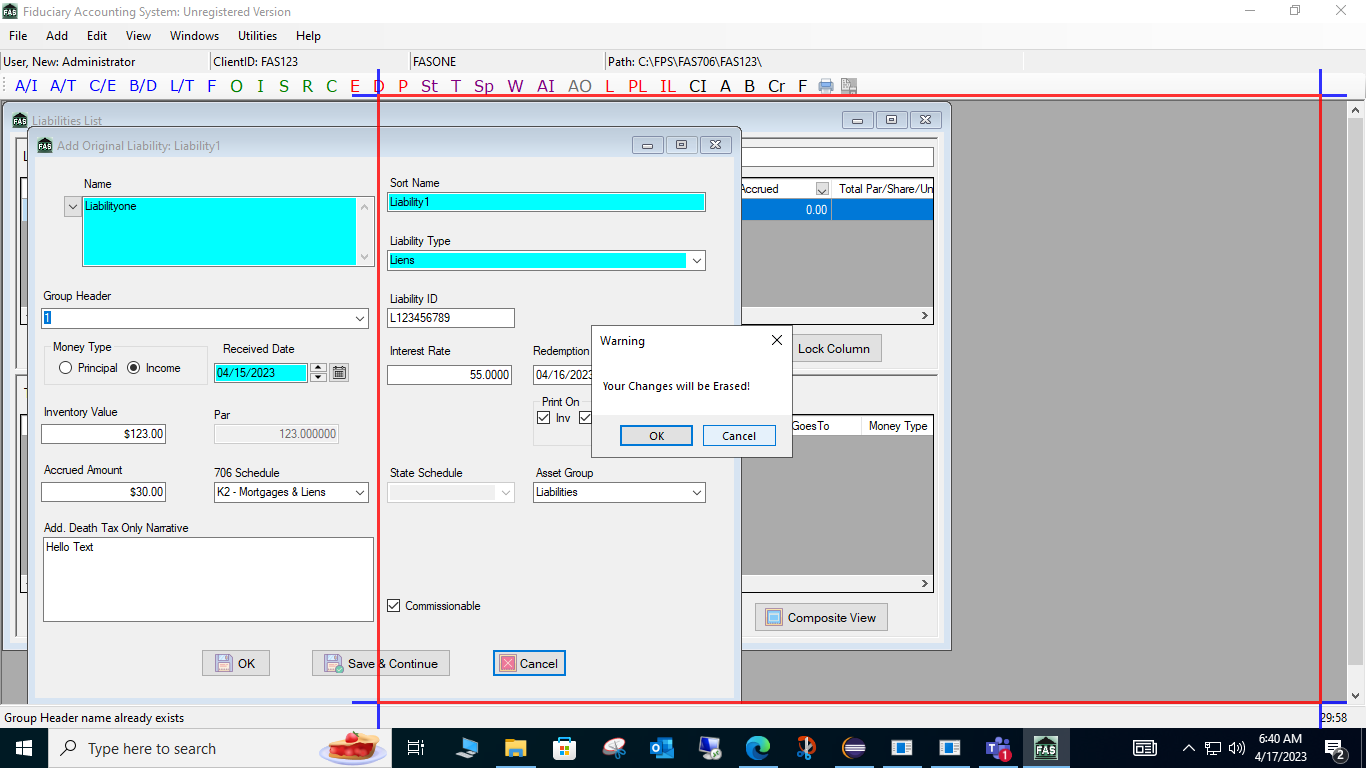 FAS Fiduciary Accounting System: Unregistered Version
File Add Edit View Windows Utilities Help
User, New: Administrator ClientID: FAS123 FASONE Path: C:\FPS\FAS706\FAS123\
A/I A/T C/E B/D L/T F O I S R C E D P St T Sp W AI AO L PL IL CI A B Cr F
FAS Liabilities List
FAS Add Original Liability: Liability1
Name
Liabilityone
Sort Name
Liability1
Liability Type
Liens
Accrued Total Par/Share/Un
0.00
Group Header
1
Liability ID
L123456789
Money Type
Principal Income
Received Date
04/15/2023
Interest Rate
55.0000
Redemption
04/16/2023
Warning
Your Changes will be Erased!
OK Cancel
Lock Column
Print On
Inv
Inventory Value
$123.00
Par
123.000000
GoesTo Money Type
Accrued Amount
$30.00
706 Schedule
K2 - Mortgages & Liens
State Schedule
Asset Group
Liabilities
Add. Death Tax Only Narrative
Hello Text
Commissionable
Composite View
OK Save & Continue Cancel
Group Header name already exists
29:58
Type here to search
1
FAS
6:40 AM
4/17/2023
2